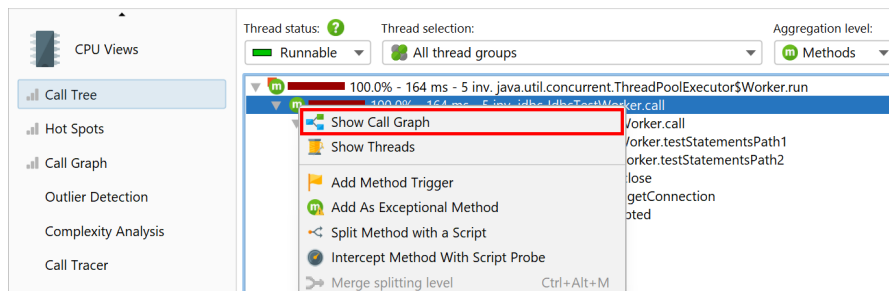 Thread status:
Thread selection:
Aggregation level:
CPU Views
Runnable
All thread groups
Methods
Call Tree
100.0% - 164 ms - 5 inv. java.util.concurrent.ThreadPoolExecutor$Worker.run
100.0% - 164 ms - 5 inv. jdbc.JdbcTestWorker.call
Hot Spots
Show Call Graph
Worker.call
Show Threads
Worker.testStatementsPath1
Call Graph
orker.testStatementsPath2
close
Add Method Trigger
getConnection
Outlier Detection
Add As Exceptional Method
pted
Complexity Analysis
Split Method with a Script
Intercept Method With Script Probe
Call Tracer
Merge splitting level Ctrl+Alt+M